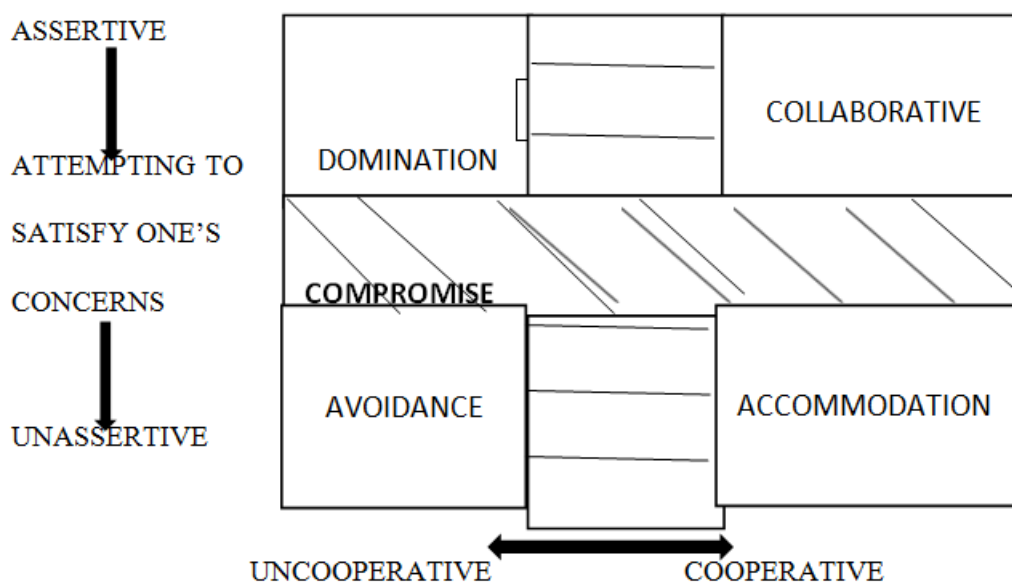 ASSERTIVE
COLLABORATIVE
ATTEMPTING TO
DOMINATION
SATISFY ONE’S
CONCERNS
COMPROMISE
AVOIDANCE
ACCOMMODATION
UNASSERTIVE
UNCOOPERATIVE
COOPERATIVE